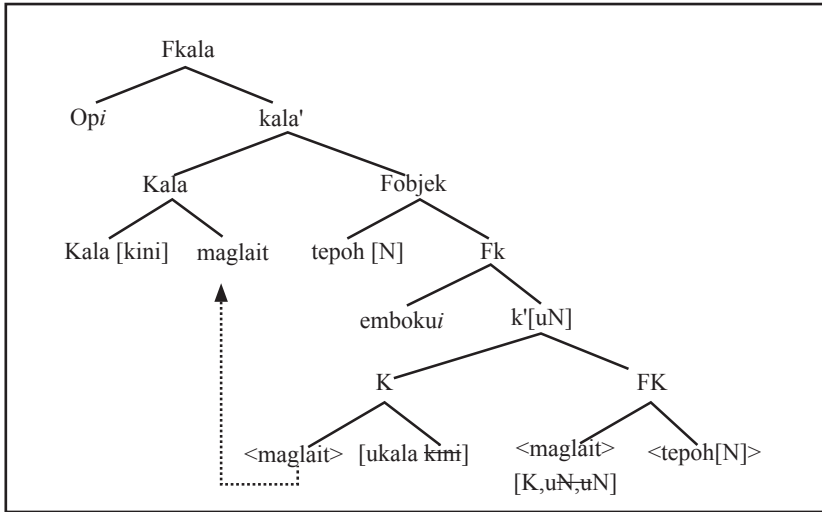 Fkala
Opi kala'
Kala Fobjek
Kala [kini] maglait tepoh [N] Fk
embokui k'[uN]
K FK
<maglait> [ukala kini] <maglait> <tepoh[N]>
[K,uN,uN]